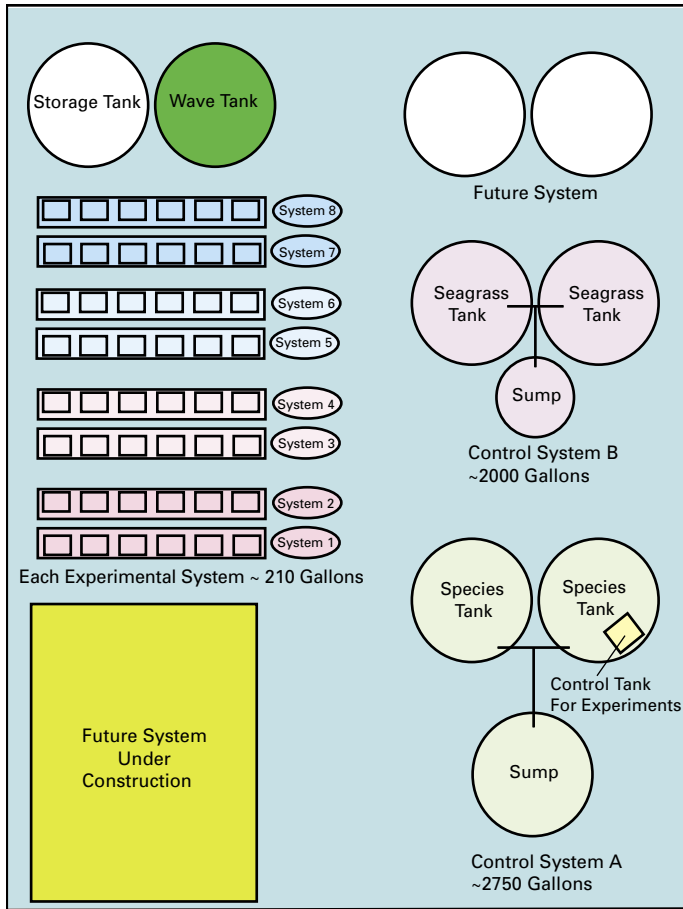 Storage Tank
Wave Tank
Future System
System 8
System 7
System 6
System 5
System 4
System 3
System 2
System 1
Each Experimental System ~ 210 Gallons
Seagrass
Tank
Seagrass
Tank
Sump
Control System B
~2000 Gallons
Species
Tank
Species
Tank
Control Tank
For Experiments
Sump
Control System A
~2750 Gallons
Future System
Under
Construction